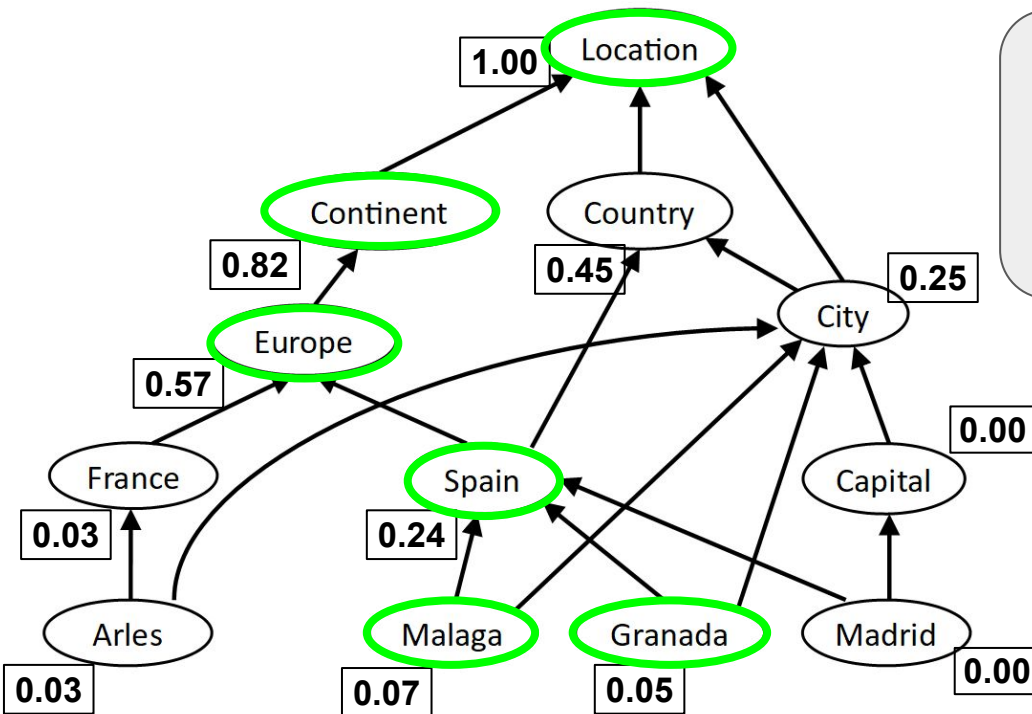 Location
1.00
Continent
Country
0.82
0.45
0.25
City
Europe
0.57
0.00
France
Spain
Capital
0.03
0.24
Arles
Malaga
Granada
Madrid
0.03
0.07
0.05
0.00